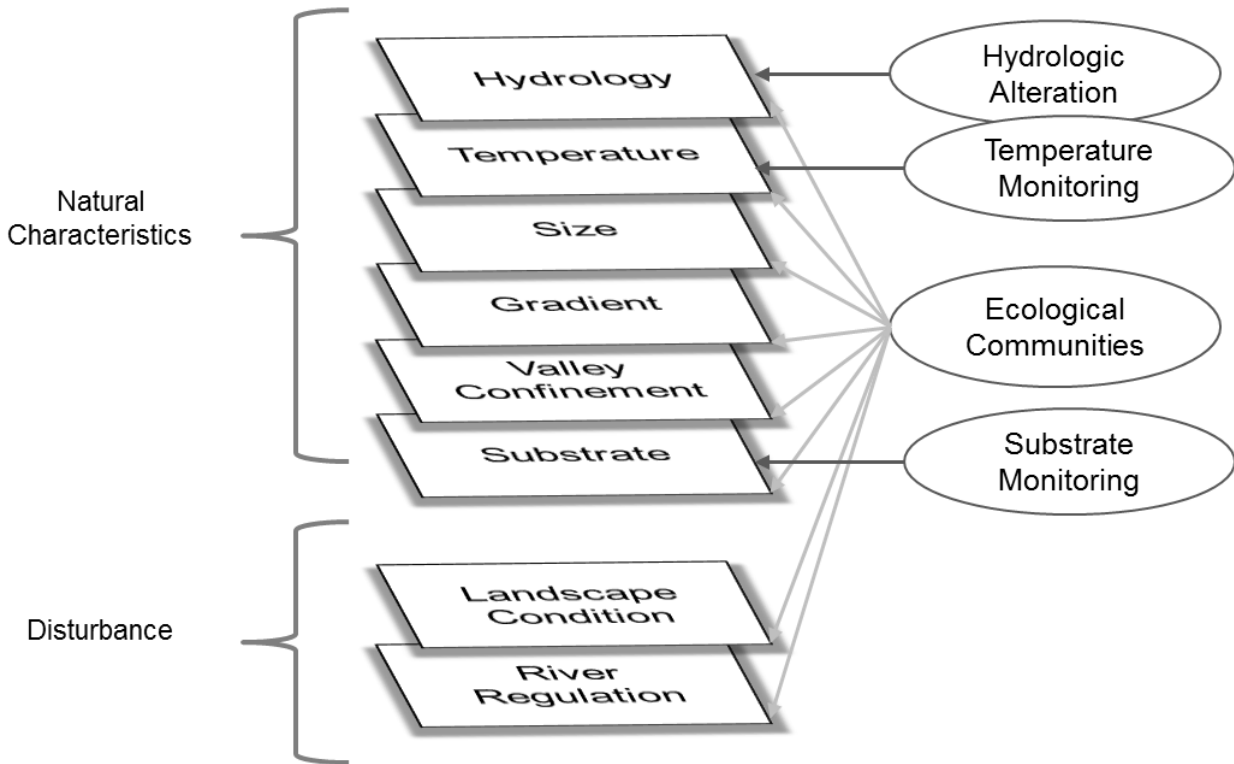 Natural
Characteristics
Hydrology
Temperature
Size
Gradient
Valley
Confinement
Substrate
Hydrologic
Alteration
Temperature
Monitoring
Ecological
Communities
Substrate
Monitoring
Disturbance
Landscape
Condition
River
Regulation